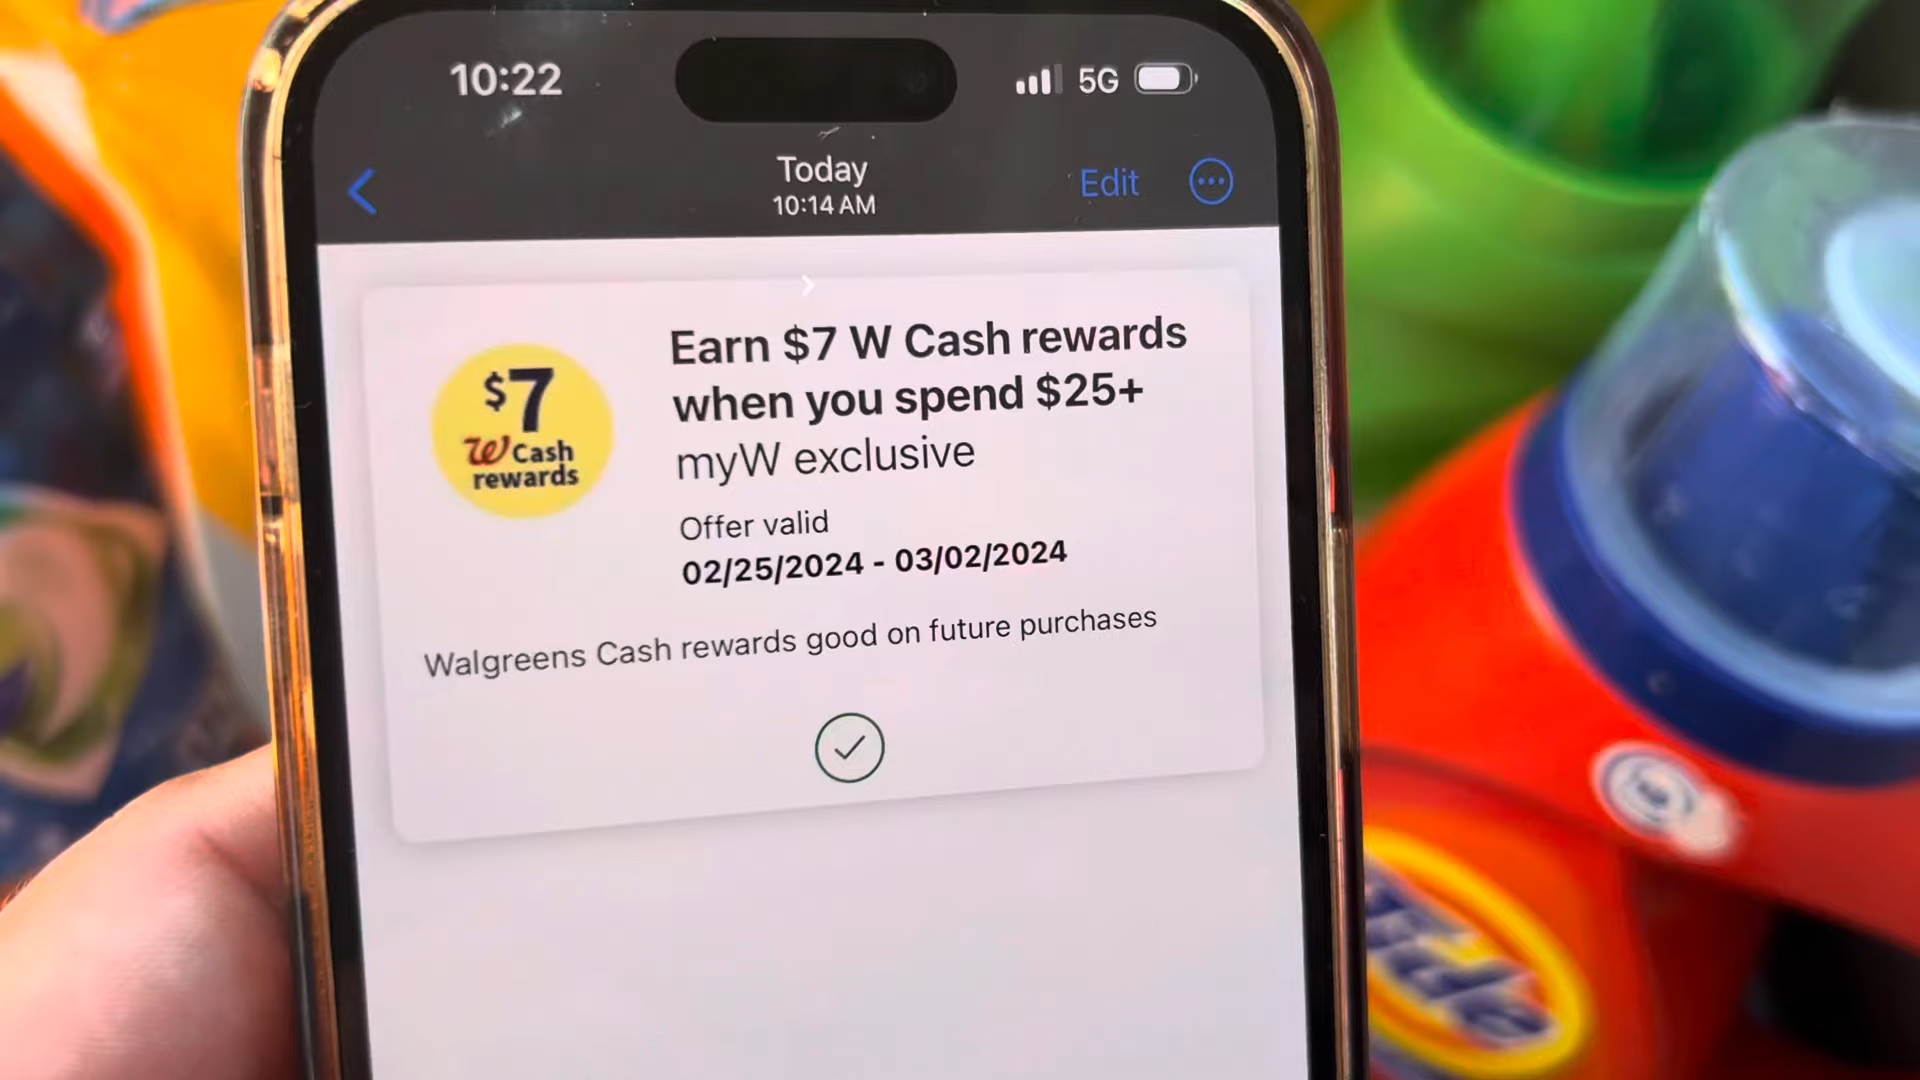 10:22
5G
Today
10:14 AM
Edit
$7
W Cash
rewards
Earn $7 W Cash rewards
when you spend $25+
myW exclusive
Offer valid
02/25/2024 - 03/02/2024
Walgreens Cash rewards good on future purchases
Tide